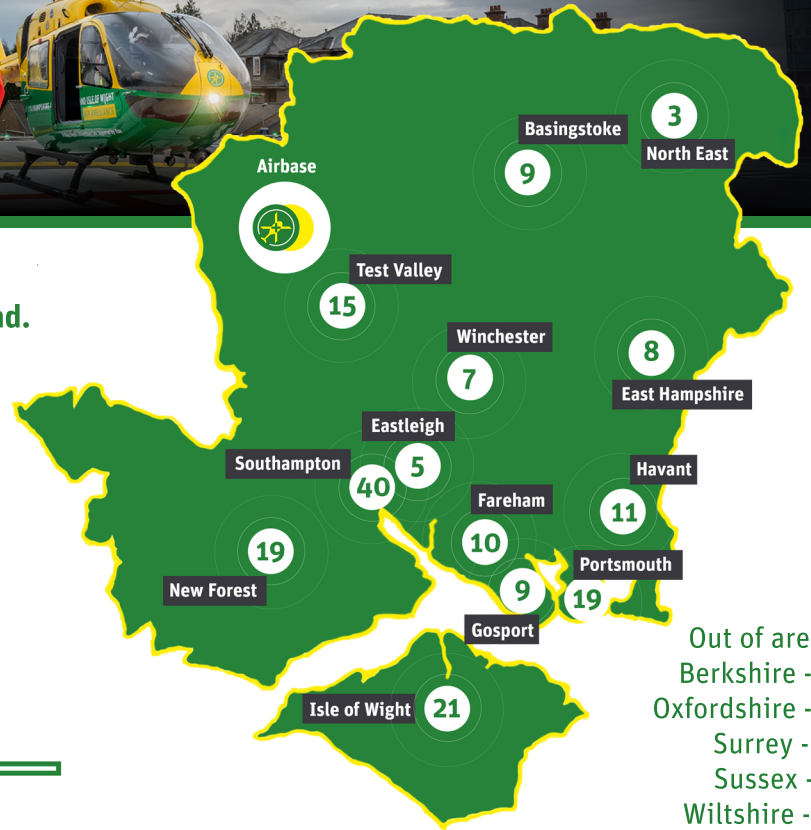 Basingstoke
3
North East
9
Airbase
Test Valley
15
nd.
Winchester
7
8
East Hampshire
Eastleigh
5
Southampton
40
Havant
11
Fareham
10
19
New Forest
Portsmouth
9
19
Gosport
Out of are
Berkshire -
Isle of Wight
21
Oxfordshire -
Surrey -
Sussex -
Wiltshire -